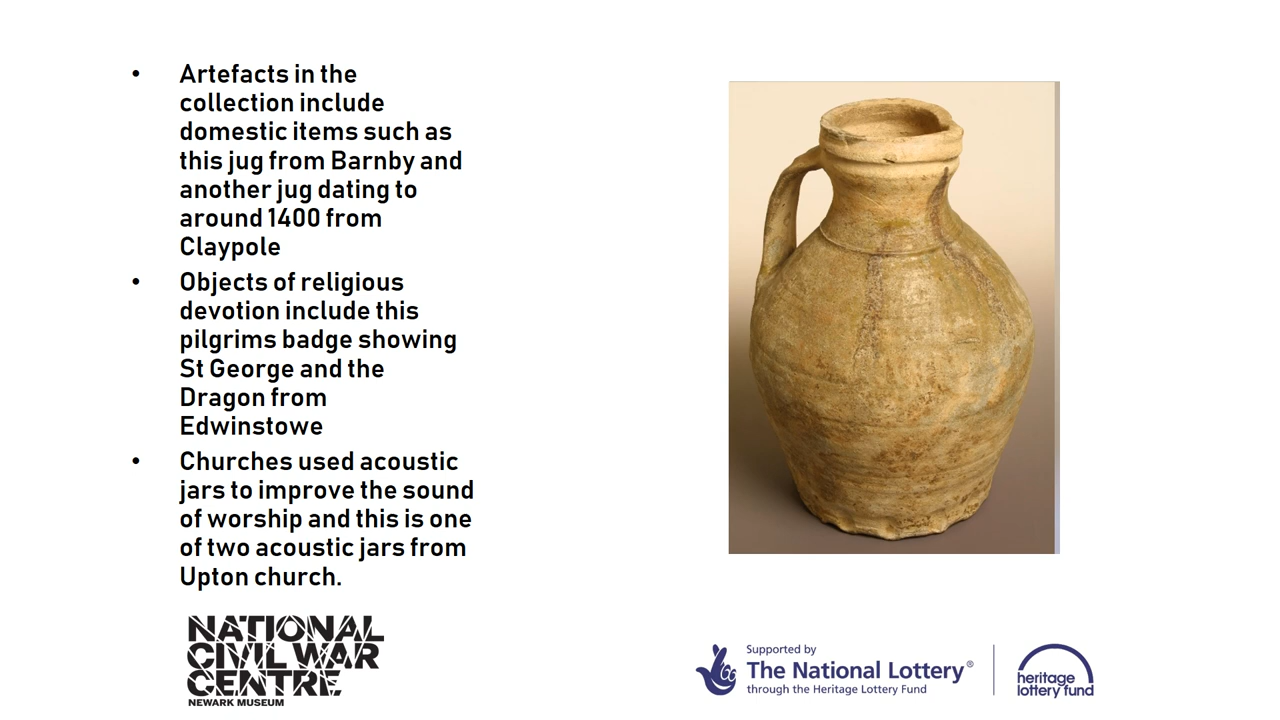 • Artefacts in the
collection include
domestic items such as
this jug from Barnby and
another jug dating to
around 1400 from
Claypole
• Objects of religious
devotion include this
pilgrims badge showing
St George and the
Dragon from
Edwinstowe
• Churches used acoustic
jars to improve the sound
of worship and this is one
of two acoustic jars from
Upton church.
NATIONAL
CIVIL WAR
CENTRE
NEWARK MUSEUM
Supported by
The National Lottery®
through the Heritage Lottery Fund
heritage
lottery fund